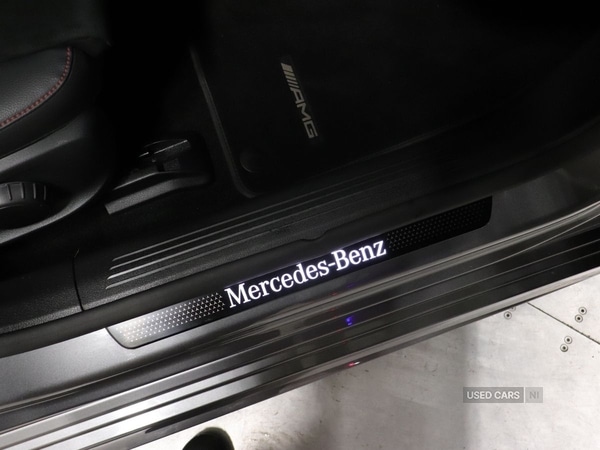 AMG
Mercedes-Benz
USED CARS NI